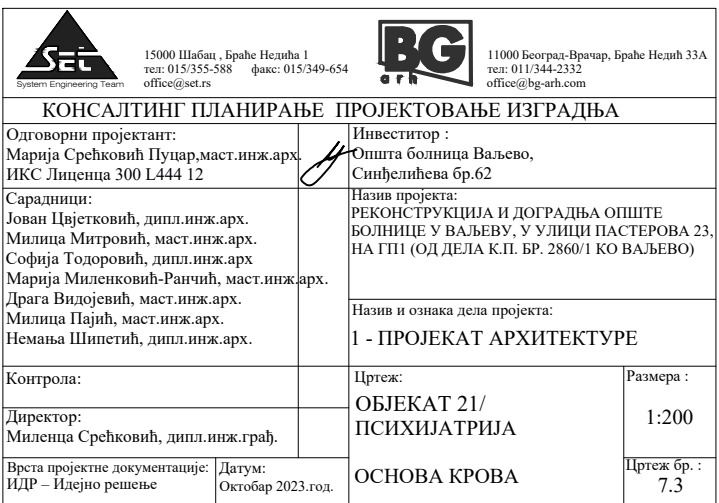 Set
System Engineering Team
15000 Шабац , Браће Недића 1
тел: 015/355-588 факс: 015/349-654
office@set.rs
BG
arh
11000 Београд-Врачар, Браће Недић 33А
тел: 011/344-2332
office@bg-arh.com
КОНСАЛТИНГ ПЛАНИРАЊЕ ПРОЈЕКТОВАЊЕ ИЗГРАДЊА
Одговорни пројектант:
Марија Срећковић Пуцар,маст.инж.арх.
ИКС Лиценца 300 L444 12
Инвеститор :
Општа болница Ваљево,
Синђелићева бр.62
Сарадници:
Јован Цвјетковић, дипл.инж.арх.
Милица Митровић, маст.инж.арх.
Софија Тодоровић, дипл.инж.арх
Марија Миленковић-Ранчић, маст.инж.арх.
Драга Видојевић, маст.инж.арх.
Милица Пајић, маст.инж.арх.
Немања Шипетић, дипл.инж.арх.
Назив пројекта:
РЕКОНСТРУКЦИЈА И ДОГРАДЊА ОПШТЕ
БОЛНИЦЕ У ВАЉЕВУ, У УЛИЦИ ПАСТЕРОВА 23,
НА ГП1 (ОД ДЕЛА К.П. БР. 2860/1 КО ВАЉЕВО)
Назив и ознака дела пројекта:
1 - ПРОЈЕКАТ АРХИТЕКТУРЕ
Контрола:
Директор:
Миленца Срећковић, дипл.инж.грађ.
Цртеж:
ОБЈЕКАТ 21/
ПСИХИЈАТРИЈА
ОСНОВА КРОВА
Размера :
1:200
Врста пројектне документације:
ИДР – Идејно решење
Датум:
Октобар 2023.год.
Цртеж бр. :
7.3